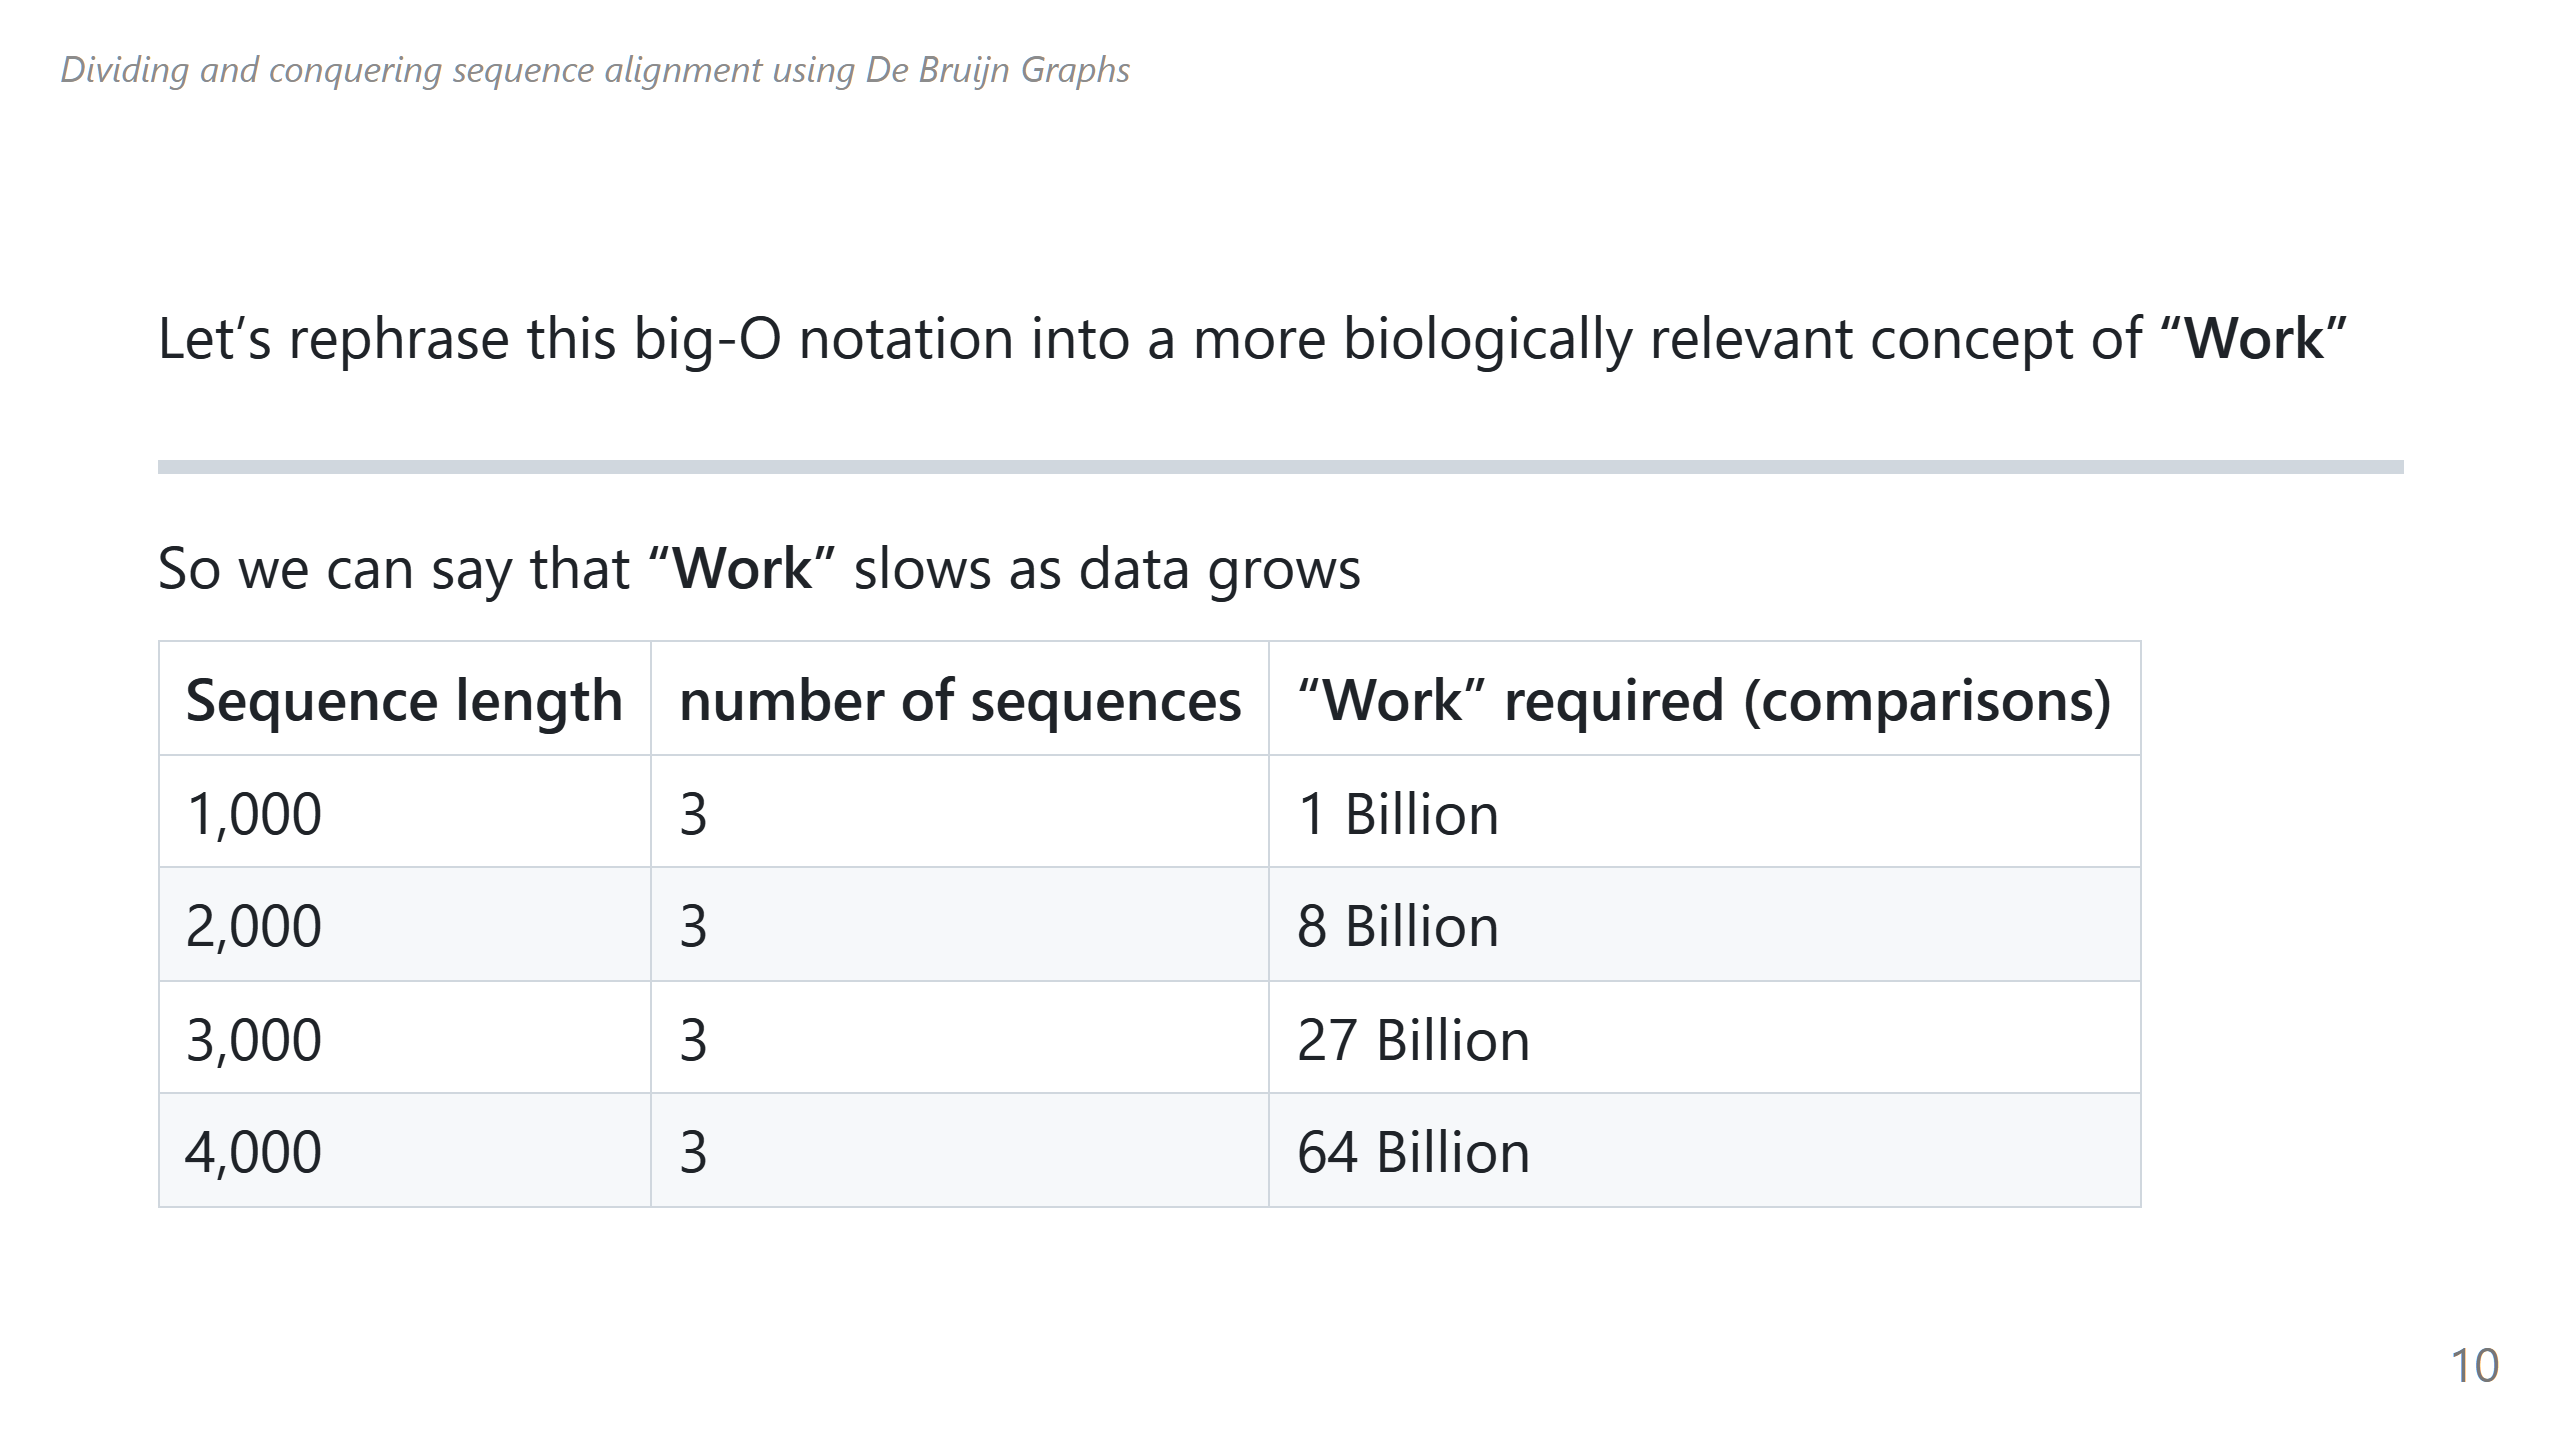 Dividing and conquering sequence alignment using De Bruijn Graphs
Let’s rephrase this big-O notation into a more biologically relevant concept of “Work”
So we can say that “Work” slows as data grows
Sequence length number of sequences “Work” required (comparisons)
1,000 3 1 Billion
2,000 3 8 Billion
3,000 3 27 Billion
4,000 3 64 Billion
10